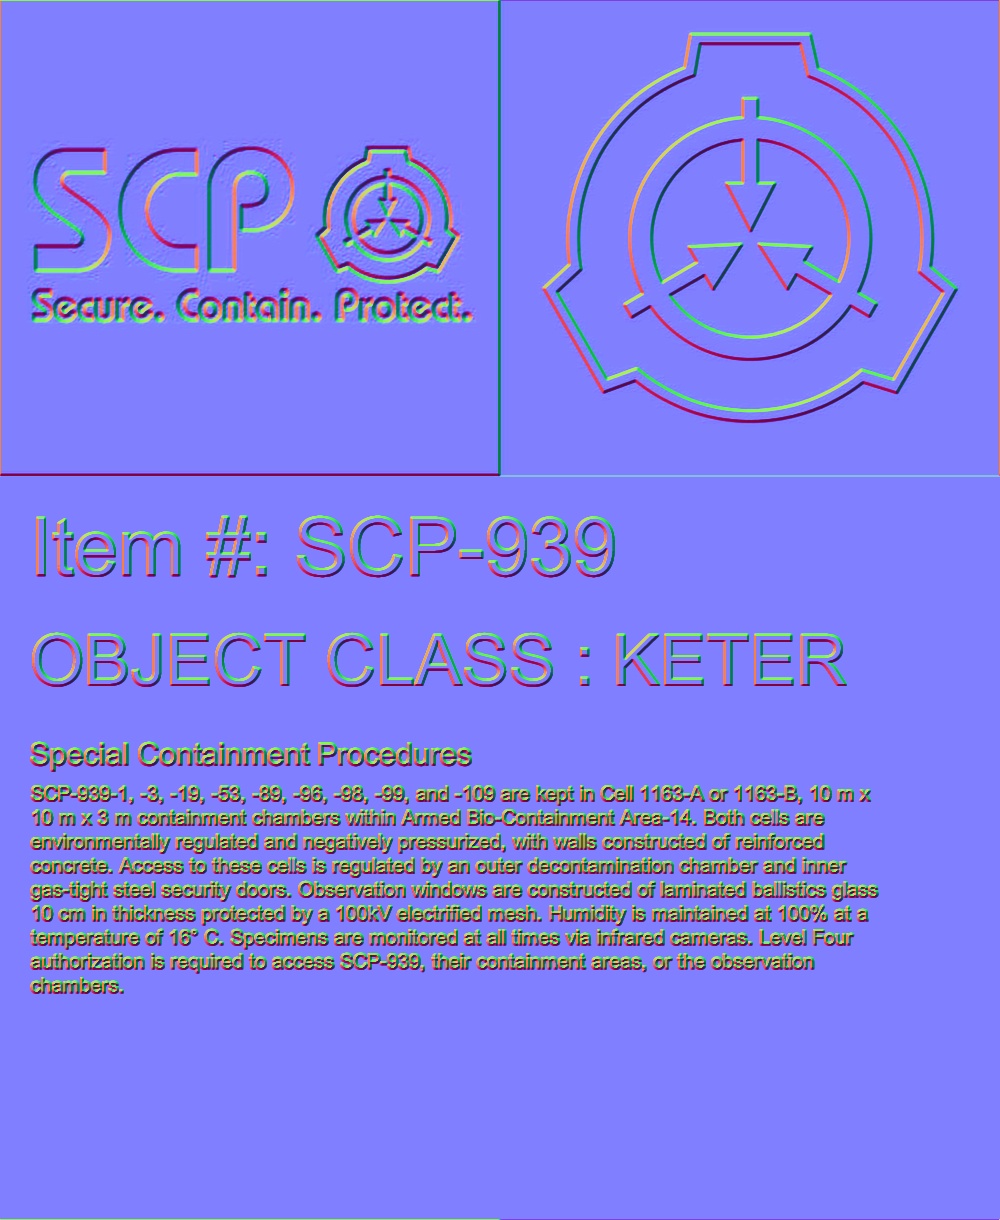 SCP
Secure. Contain. Protect.
Item #: SCP-939
OBJECT CLASS : KETER
Special Containment Procedures
SCP-939-1, -3, -19, -53, -89, -96, -98, -99, and -109 are kept in Cell 1163-A or 1163-B, 10 m x
10 m x 3 m containment chambers within Armed Bio-Containment Area-14. Both cells are
environmentally regulated and negatively pressurized, with walls constructed of reinforced
concrete. Access to these cells is regulated by an outer decontamination chamber and inner
gas-tight steel security doors. Observation windows are constructed of laminated ballistics glass
10 cm in thickness protected by a 100kV electrified mesh. Humidity is maintained at 100% at a
temperature of 16° C. Specimens are monitored at all times via infrared cameras. Level Four
authorization is required to access SCP-939, their containment areas, or the observation
chambers.